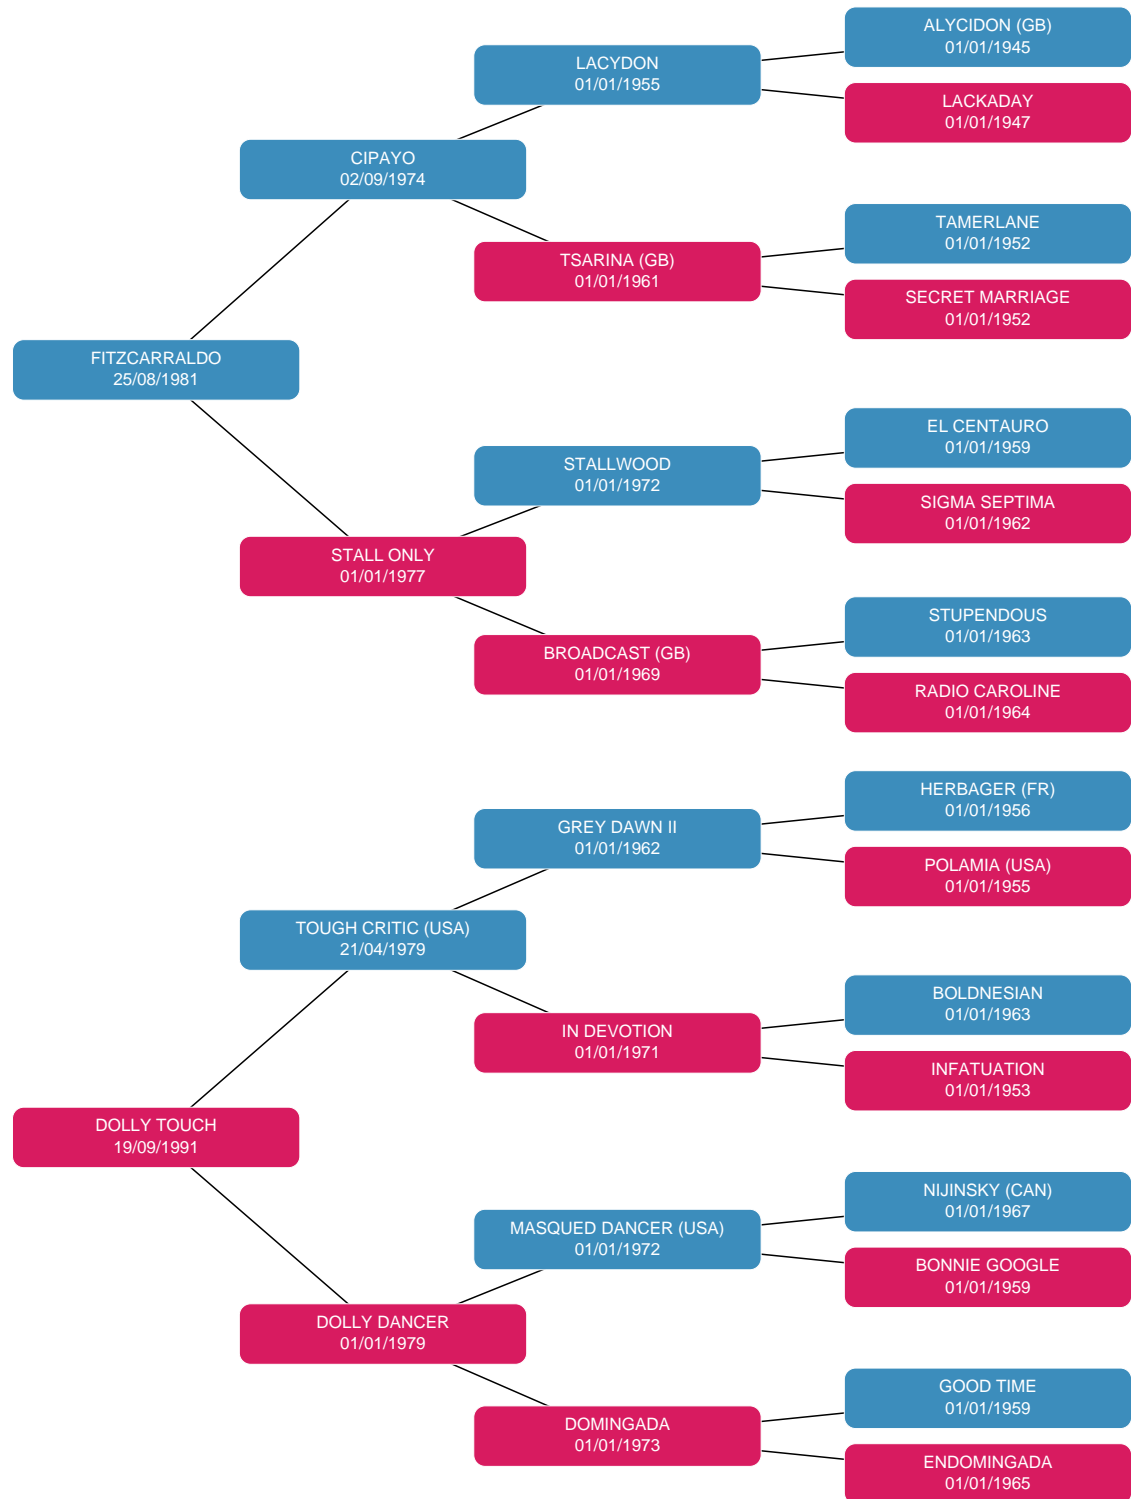 ALYCIDON (GB)
01/01/1945
LACYDON
01/01/1955
LACKADAY
01/01/1947
CIPAYO
02/09/1974
TAMERLANE
01/01/1952
TSARINA (GB)
01/01/1961
SECRET MARRIAGE
01/01/1952
FITZCARRALDO
25/08/1981
EL CENTAURO
01/01/1959
STALLWOOD
01/01/1972
SIGMA SEPTIMA
01/01/1962
STALL ONLY
01/01/1977
STUPENDOUS
01/01/1963
BROADCAST (GB)
01/01/1969
RADIO CAROLINE
01/01/1964
HERBAGER (FR)
01/01/1956
GREY DAWN II
01/01/1962
POLAMIA (USA)
01/01/1955
TOUGH CRITIC (USA)
21/04/1979
BOLDNESIAN
01/01/1963
IN DEVOTION
01/01/1971
INFATUATION
01/01/1953
DOLLY TOUCH
19/09/1991
NIJINSKY (CAN)
01/01/1967
MASQUED DANCER (USA)
01/01/1972
BONNIE GOOGLE
01/01/1959
DOLLY DANCER
01/01/1979
GOOD TIME
01/01/1959
DOMINGADA
01/01/1973
ENDOMINGADA
01/01/1965